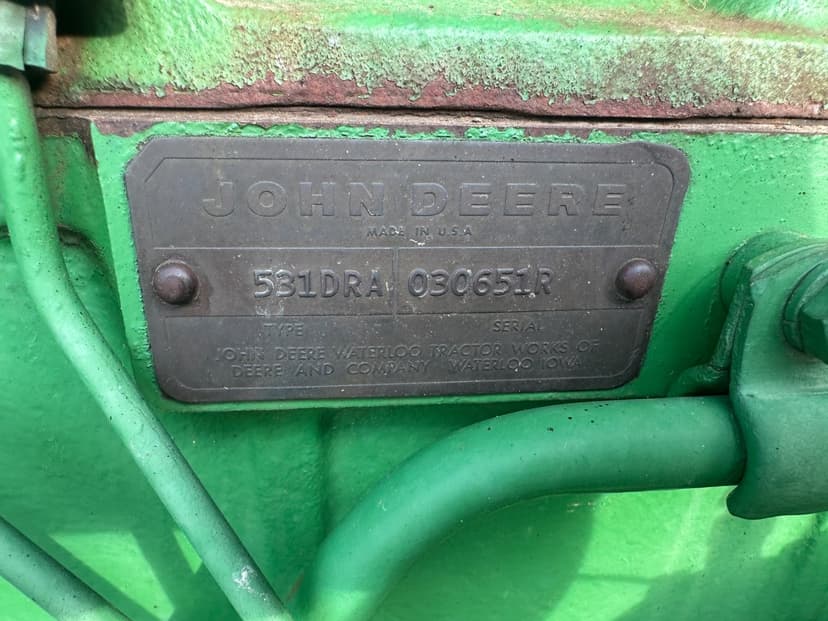 JOHN DEERE
MADE IN U.S.A
531DRA 030651R
TYPE SERIAL
JOHN DEERE WATERLOO TRACTOR WORKS OF
DEERE AND COMPANY WATERLOO IOWA